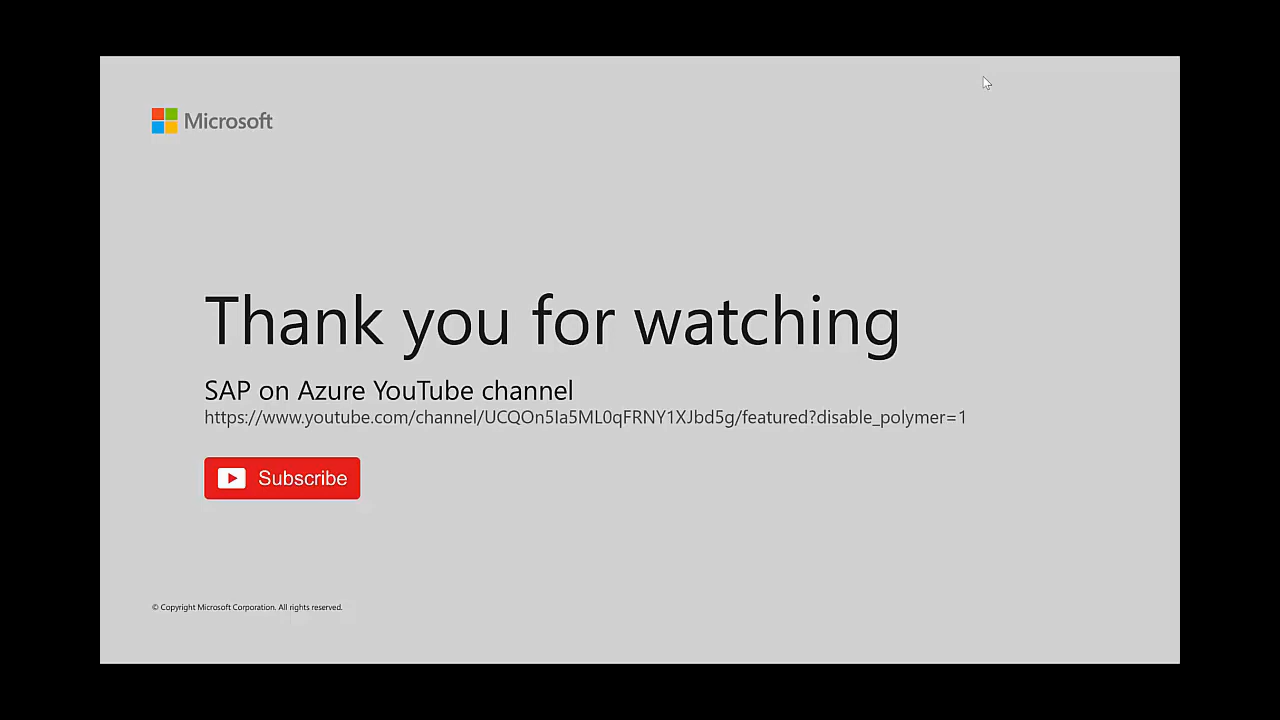 Microsoft
Thank you for watching
SAP on Azure YouTube channel
https://www.youtube.com/channel/UCQOn5Ia5ML0qFRNY1XJbd5g/featured?disable_polymer=1
Subscribe
© Copyright Microsoft Corporation. All rights reserved.